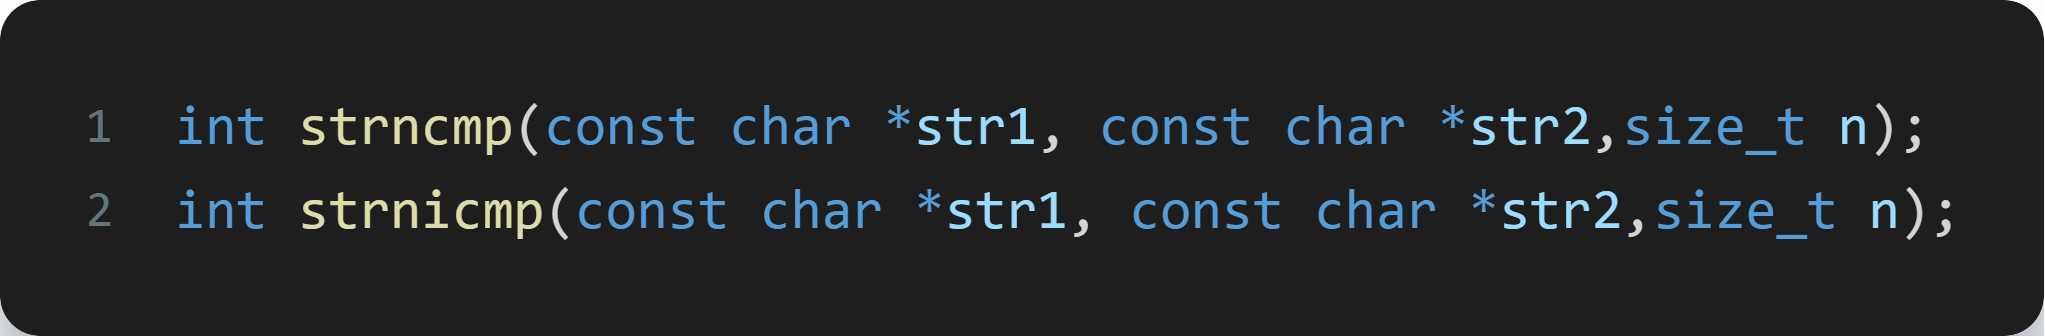 1 int strncmp(const char *str1, const char *str2,size_t n);
2 int strnicmp(const char *str1, const char *str2,size_t n);